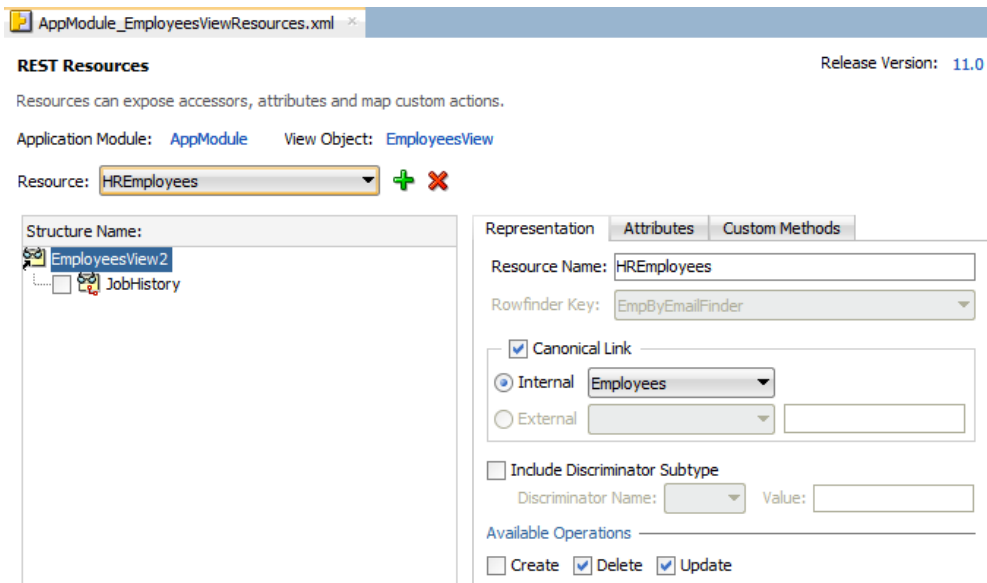 AppModule_EmployeesViewResources.xml
REST Resources
Release Version: 11.0
Resources can expose accessors, attributes and map custom actions.
Application Module: AppModule View Object: EmployeesView
Resource: HREmployees
Structure Name:
EmployeesView2
JobHistory
Representation Attributes Custom Methods
Resource Name: HREmployees
Rowfinder Key: EmpByEmailFinder
Canonical Link
Internal Employees
External
Include Discriminator Subtype
Discriminator Name: Value:
Available Operations
Create Delete Update